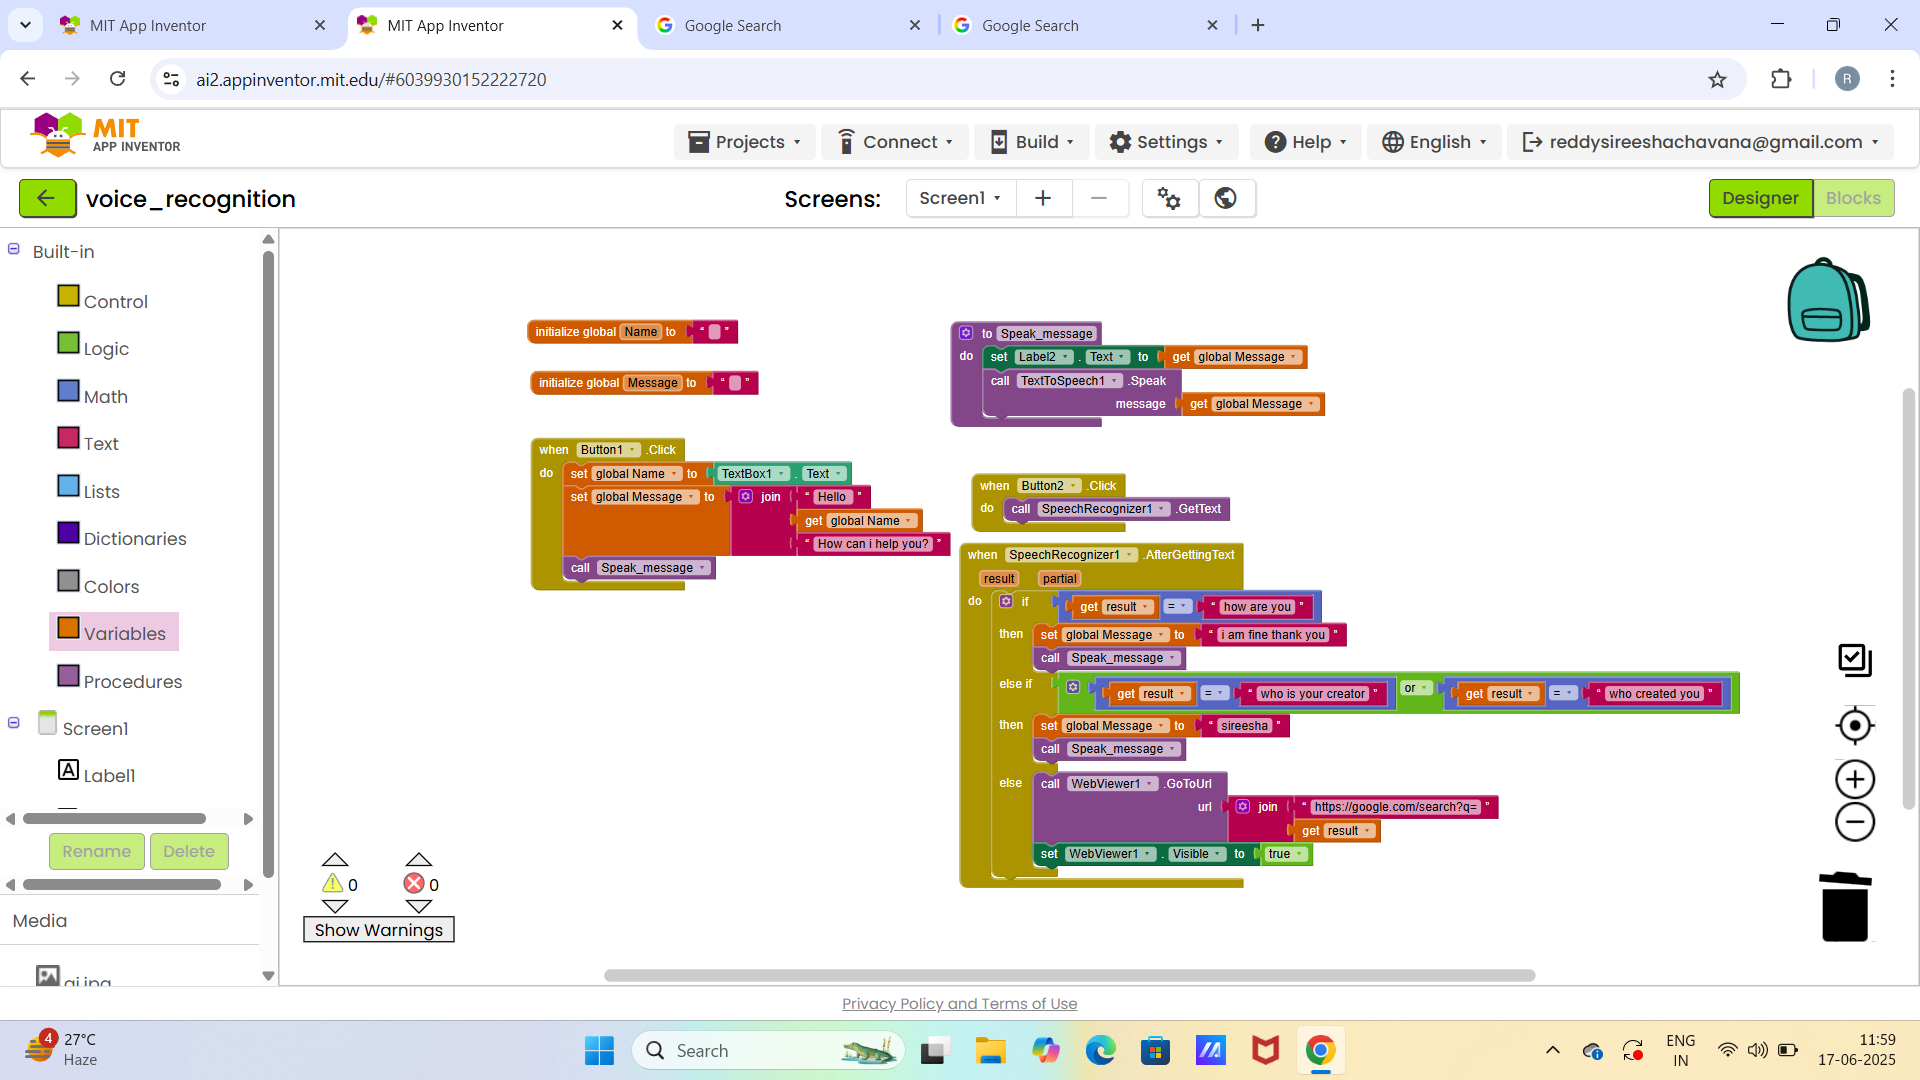 MIT App Inventor
MIT App Inventor
Google Search
Google Search
ai2.appinventor.mit.edu/#6039930152222720
R
MIT
APP INVENTOR
Projects
Connect
Build
Settings
Help
English
reddysireeshachavana@gmail.com
voice_recognition
Screens:
Screen1
Designer
Blocks
Built-in
Control
Logic
Math
Text
Lists
Dictionaries
Colors
Variables
Procedures
Screen1
A Label1
Rename
Delete
Media
ai.jpg
initialize global Name to " "
initialize global Message to " "
when Button1 .Click
do set global Name to TextBox1 . Text
set global Message to join " Hello "
get global Name
" How can i help you? "
call Speak_message
to Speak_message
do set Label2 . Text to get global Message
call TextToSpeech1 .Speak
message get global Message
when Button2 .Click
do call SpeechRecognizer1 .GetText
when SpeechRecognizer1 .AfterGettingText
result partial
do if get result = " how are you "
then set global Message to " i am fine thank you "
call Speak_message
else if get result = " who is your creator " or get result = " who created you "
then set global Message to " sireesha "
call Speak_message
else call WebViewer1 .GoToUrl
url join " https://google.com/search?q= "
get result
set WebViewer1 . Visible to true
0 0
Show Warnings
Privacy Policy and Terms of Use
4
27°C
Haze
Search
ENG
IN
11:59
17-06-2025